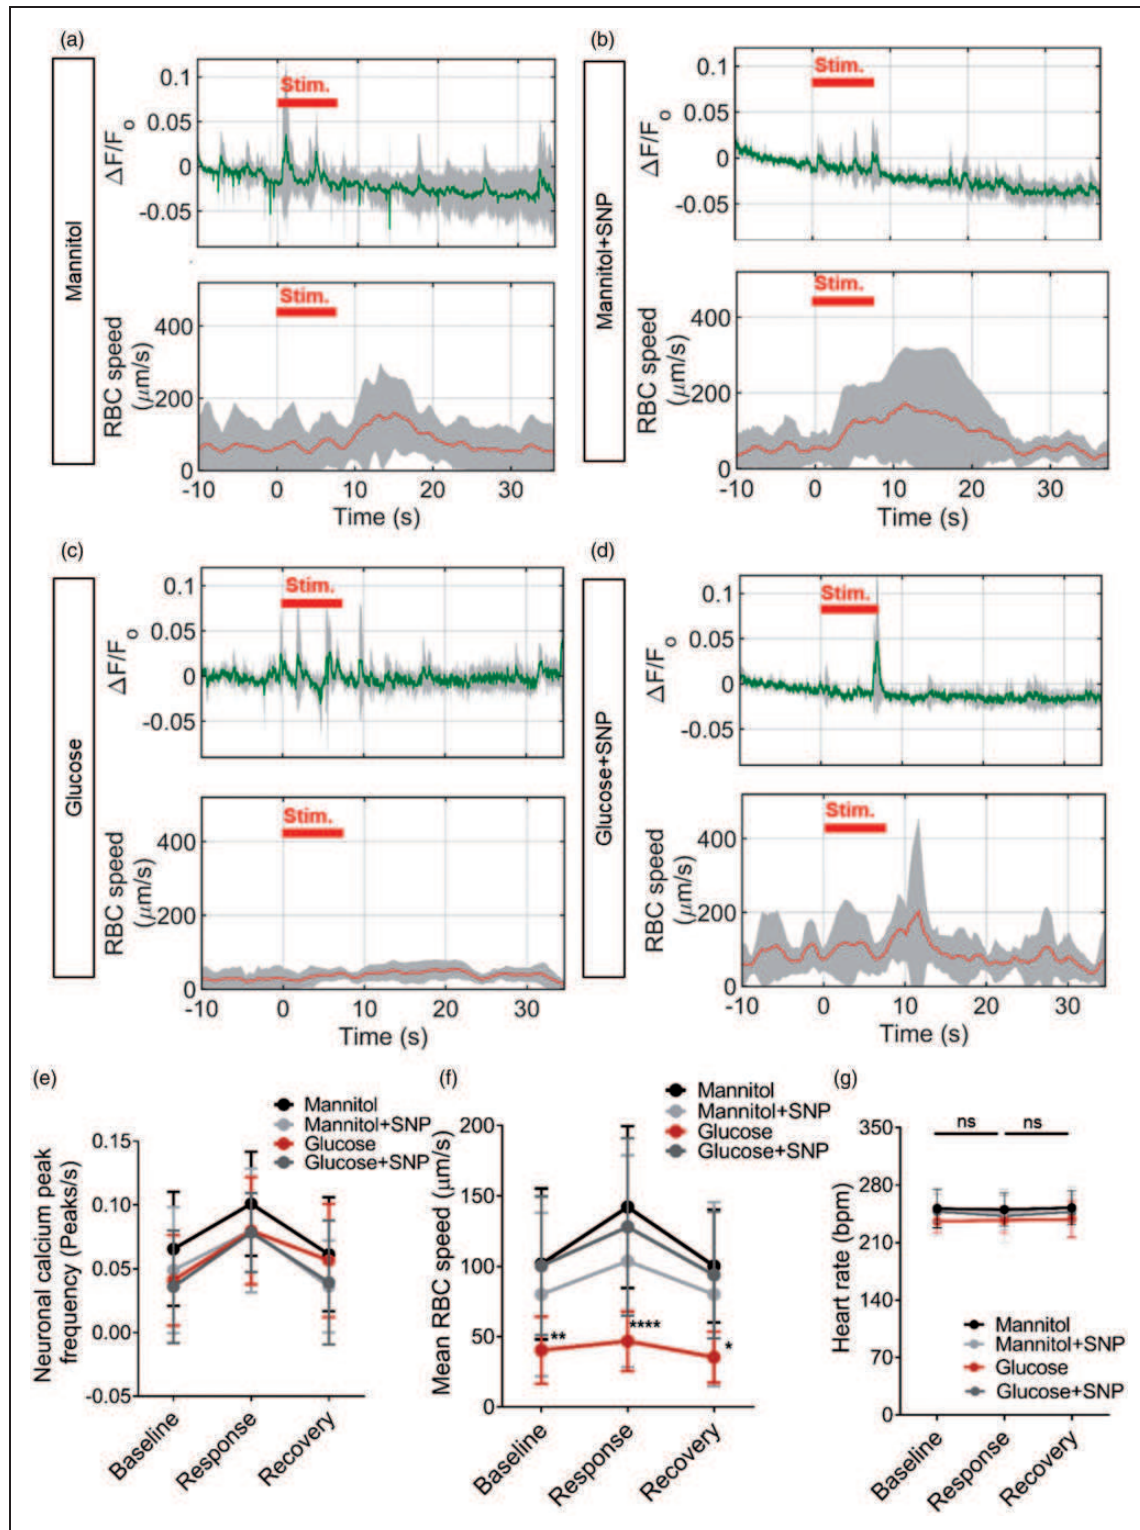 (a)
Mannitol
ΔF/Fo
0.1
0.05
0
-0.05
Stim.
RBC speed
(μm/s)
400
200
0
Stim.
-10 0 10 20 30
Time (s)
(b)
Mannitol+SNP
ΔF/Fo
0.1
0.05
0
-0.05
Stim.
RBC speed
(μm/s)
400
200
0
Stim.
-10 0 10 20 30
Time (s)
(c)
Glucose
ΔF/Fo
0.1
0.05
0
-0.05
Stim.
RBC speed
(μm/s)
400
200
0
Stim.
-10 0 10 20 30
Time (s)
(d)
Glucose+SNP
ΔF/Fo
0.1
0.05
0
-0.05
Stim.
RBC speed
(μm/s)
400
200
0
Stim.
-10 0 10 20 30
Time (s)
(e)
Mannitol
Mannitol+SNP
Glucose
Glucose+SNP
Neuronal calcium peak
frequency (Peaks/s)
0.15
0.10
0.05
0.00
-0.05
Baseline
Response
Recovery
(f)
Mannitol
Mannitol+SNP
Glucose
Glucose+SNP
Mean RBC speed (μm/s)
200
150
100
50
0
**
****
*
Baseline
Response
Recovery
(g)
Heart rate (bpm)
350
280
210
140
70
0
ns ns
Mannitol
Mannitol+SNP
Glucose
Glucose+SNP
Baseline
Response
Recovery